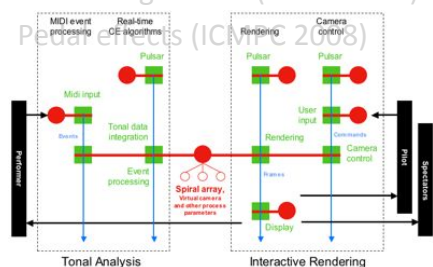 Pedal effects (ICMPC 2008)
MIDI event
processing
Real-time
CE algorithms
Rendering
Camera
control
Pulsar
Pulsar
Pulsar
Midi input
User
input
Events
Tonal data
integration
Commands
Rendering
Performer
Pilot
Spectators
Event
processing
Spiral array,
Virtual camera
and other process
parameters
Frames
Camera
control
Display
Tonal Analysis
Interactive Rendering